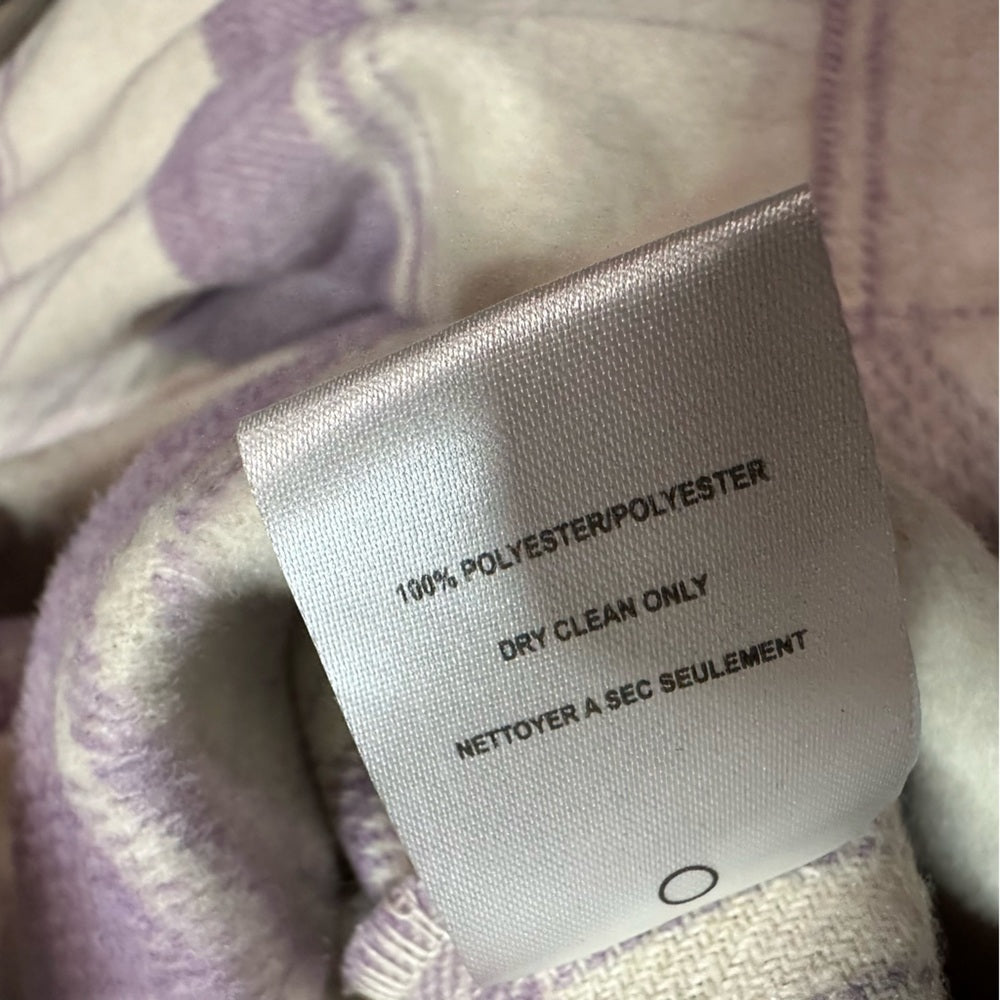 100% POLYESTER/POLYESTER
DRY CLEAN ONLY
NETTOYER A SEC SEULEMENT